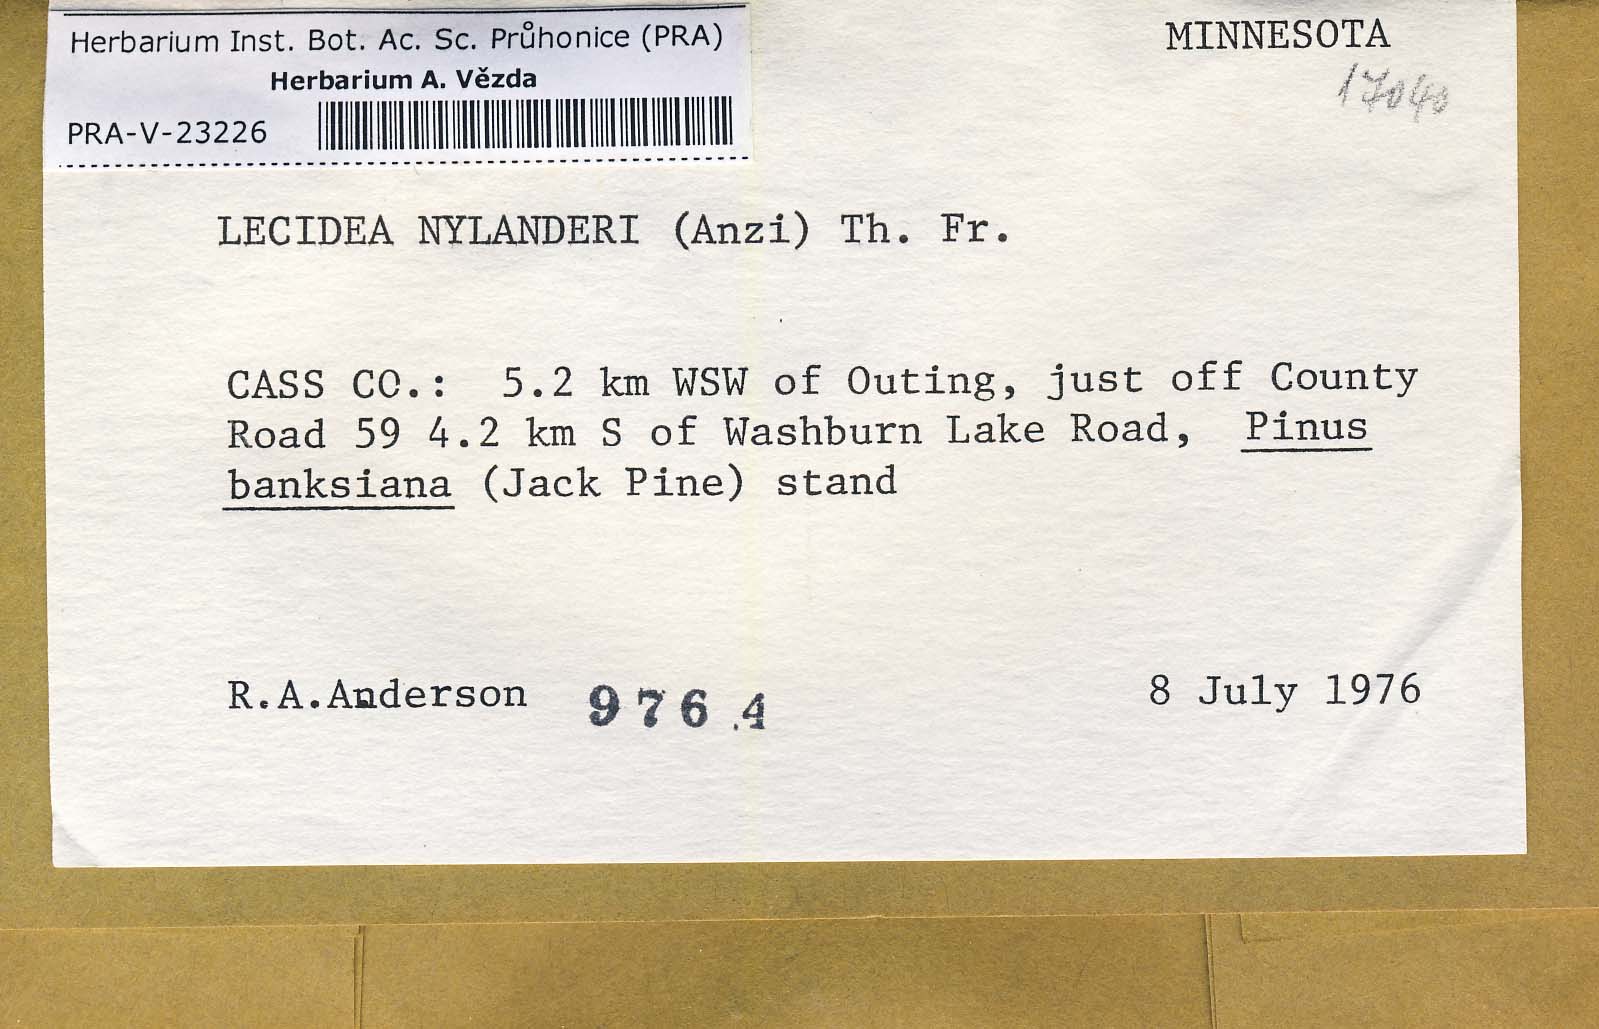 Herbarium Inst. Bot. Ac. Sc. Průhonice (PRA)
Herbarium A. Vězda
PRA-V-23226
MINNESOTA
17040
LECIDEA NYLANDERI (Anzi) Th. Fr.
CASS CO.: 5.2 km WSW of Outing, just off County
Road 59 4.2 km S of Washburn Lake Road, Pinus
banksiana (Jack Pine) stand
R.A.Anderson 9764
8 July 1976